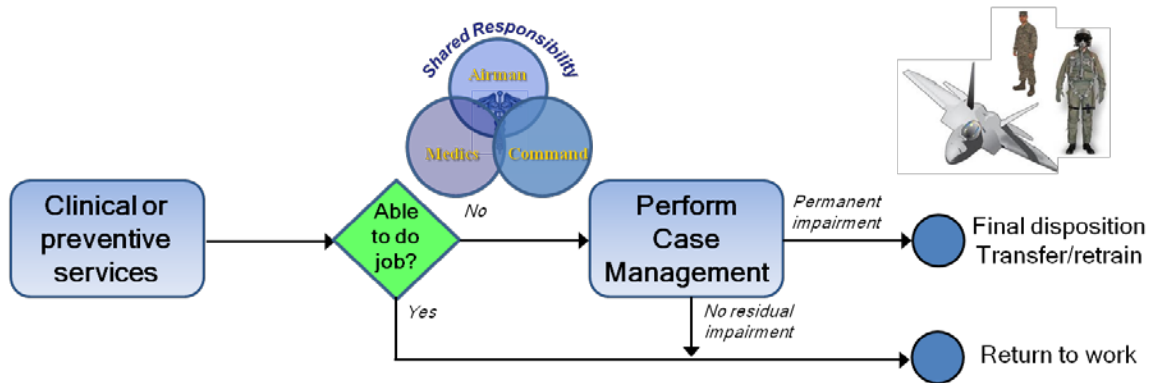 Shared Responsibility
Airman
Medics
Command
Clinical or
preventive
services
Able
to do
job?
No
Yes
Perform
Case
Management
Permanent
impairment
No residual
impairment
Final disposition
Transfer/retrain
Return to work